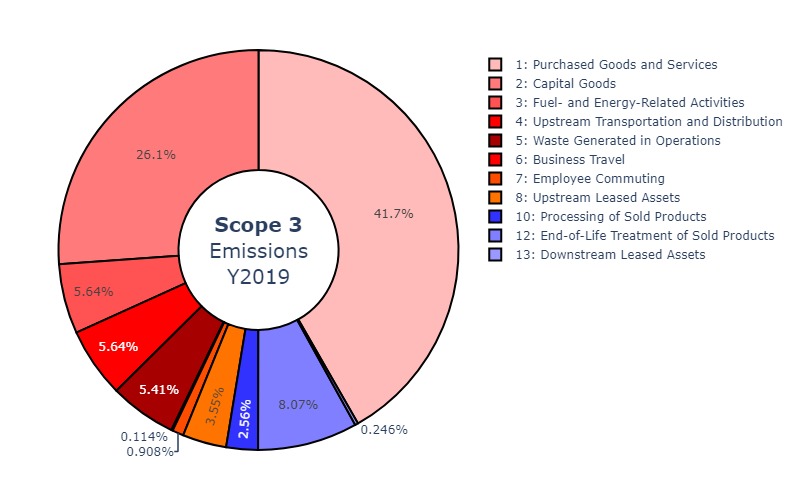 41.7%
26.1%
5.64%
5.64%
5.41%
0.114%
0.908%
3.55%
2.56%
8.07%
0.246%
Scope 3
Emissions
Y2019
1: Purchased Goods and Services
2: Capital Goods
3: Fuel- and Energy-Related Activities
4: Upstream Transportation and Distribution
5: Waste Generated in Operations
6: Business Travel
7: Employee Commuting
8: Upstream Leased Assets
10: Processing of Sold Products
12: End-of-Life Treatment of Sold Products
13: Downstream Leased Assets